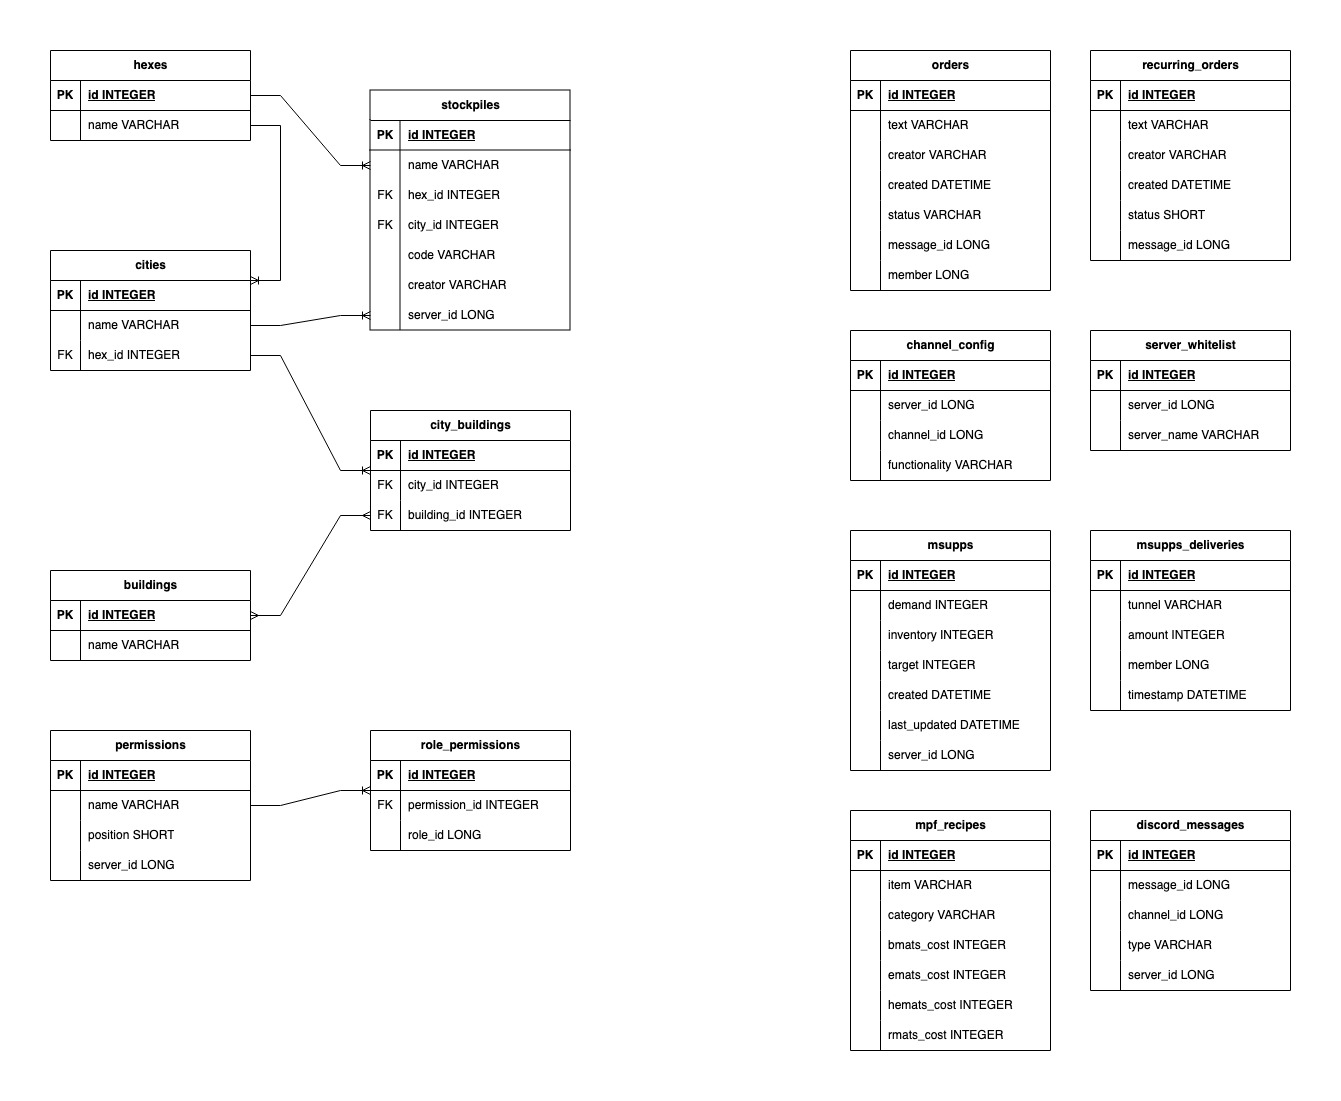 hexes
PK id INTEGER
name VARCHAR
cities
PK id INTEGER
name VARCHAR
FK hex_id INTEGER
buildings
PK id INTEGER
name VARCHAR
permissions
PK id INTEGER
name VARCHAR
position SHORT
server_id LONG
stockpiles
PK id INTEGER
name VARCHAR
FK hex_id INTEGER
FK city_id INTEGER
code VARCHAR
creator VARCHAR
server_id LONG
city_buildings
PK id INTEGER
FK city_id INTEGER
FK building_id INTEGER
role_permissions
PK id INTEGER
FK permission_id INTEGER
role_id LONG
orders
PK id INTEGER
text VARCHAR
creator VARCHAR
created DATETIME
status VARCHAR
message_id LONG
member LONG
recurring_orders
PK id INTEGER
text VARCHAR
creator VARCHAR
created DATETIME
status SHORT
message_id LONG
channel_config
PK id INTEGER
server_id LONG
channel_id LONG
functionality VARCHAR
server_whitelist
PK id INTEGER
server_id LONG
server_name VARCHAR
msupps
PK id INTEGER
demand INTEGER
inventory INTEGER
target INTEGER
created DATETIME
last_updated DATETIME
server_id LONG
msupps_deliveries
PK id INTEGER
tunnel VARCHAR
amount INTEGER
member LONG
timestamp DATETIME
mpf_recipes
PK id INTEGER
item VARCHAR
category VARCHAR
bmats_cost INTEGER
emats_cost INTEGER
hemats_cost INTEGER
rmats_cost INTEGER
discord_messages
PK id INTEGER
message_id LONG
channel_id LONG
type VARCHAR
server_id LONG